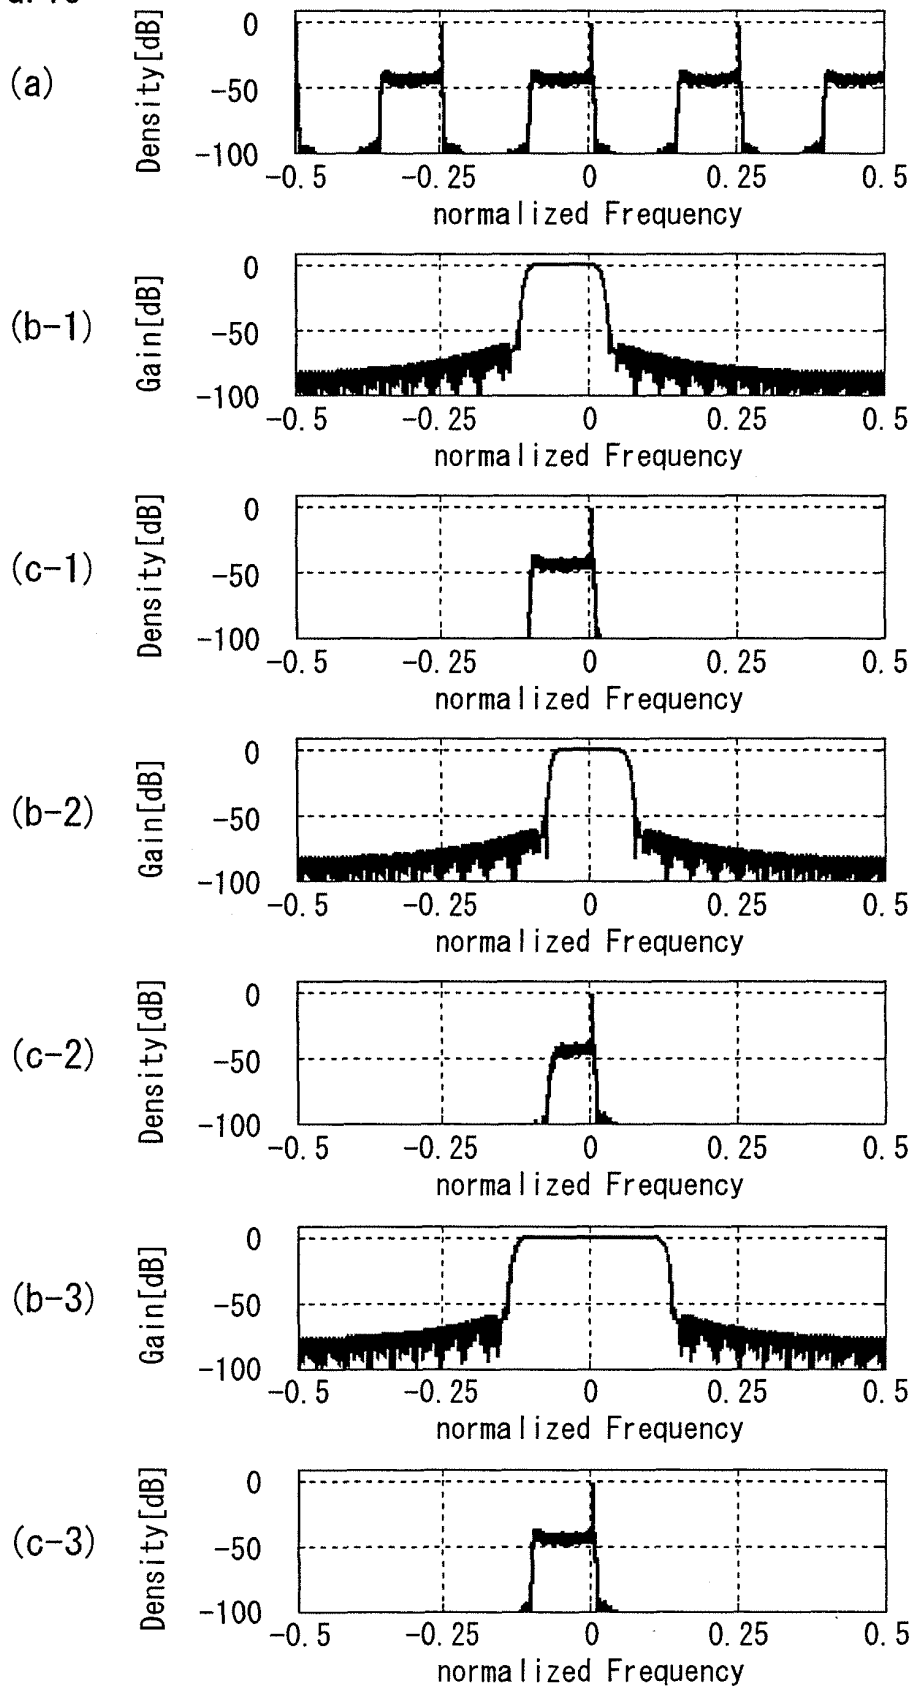 (a)
Density[dB]
0
-50
-100
-0.5 -0.25 0 0.25 0.5
normalized Frequency
(b-1)
Gain[dB]
0
-50
-100
-0.5 -0.25 0 0.25 0.5
normalized Frequency
(c-1)
Density[dB]
0
-50
-100
-0.5 -0.25 0 0.25 0.5
normalized Frequency
(b-2)
Gain[dB]
0
-50
-100
-0.5 -0.25 0 0.25 0.5
normalized Frequency
(c-2)
Density[dB]
0
-50
-100
-0.5 -0.25 0 0.25 0.5
normalized Frequency
(b-3)
Gain[dB]
0
-50
-100
-0.5 -0.25 0 0.25 0.5
normalized Frequency
(c-3)
Density[dB]
0
-50
-100
-0.5 -0.25 0 0.25 0.5
normalized Frequency